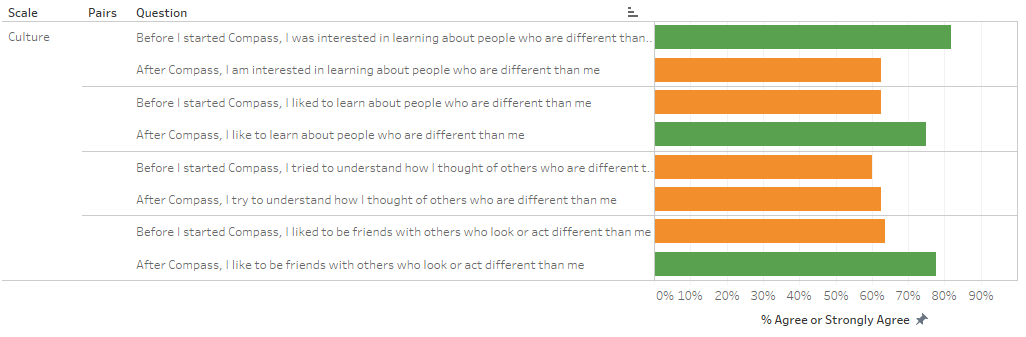 Scale Pairs Question
Culture Before I started Compass, I was interested in learning about people who are different than..
After Compass, I am interested in learning about people who are different than me
Before I started Compass, I liked to learn about people who are different than me
After Compass, I like to learn about people who are different than me
Before I started Compass, I tried to understand how I thought of others who are different t..
After Compass, I try to understand how I thought of others who are different than me
Before I started Compass, I liked to be friends with others who look or act different than me
After Compass, I like to be friends with others who look or act different than me
0% 10% 20% 30% 40% 50% 60% 70% 80% 90%
% Agree or Strongly Agree